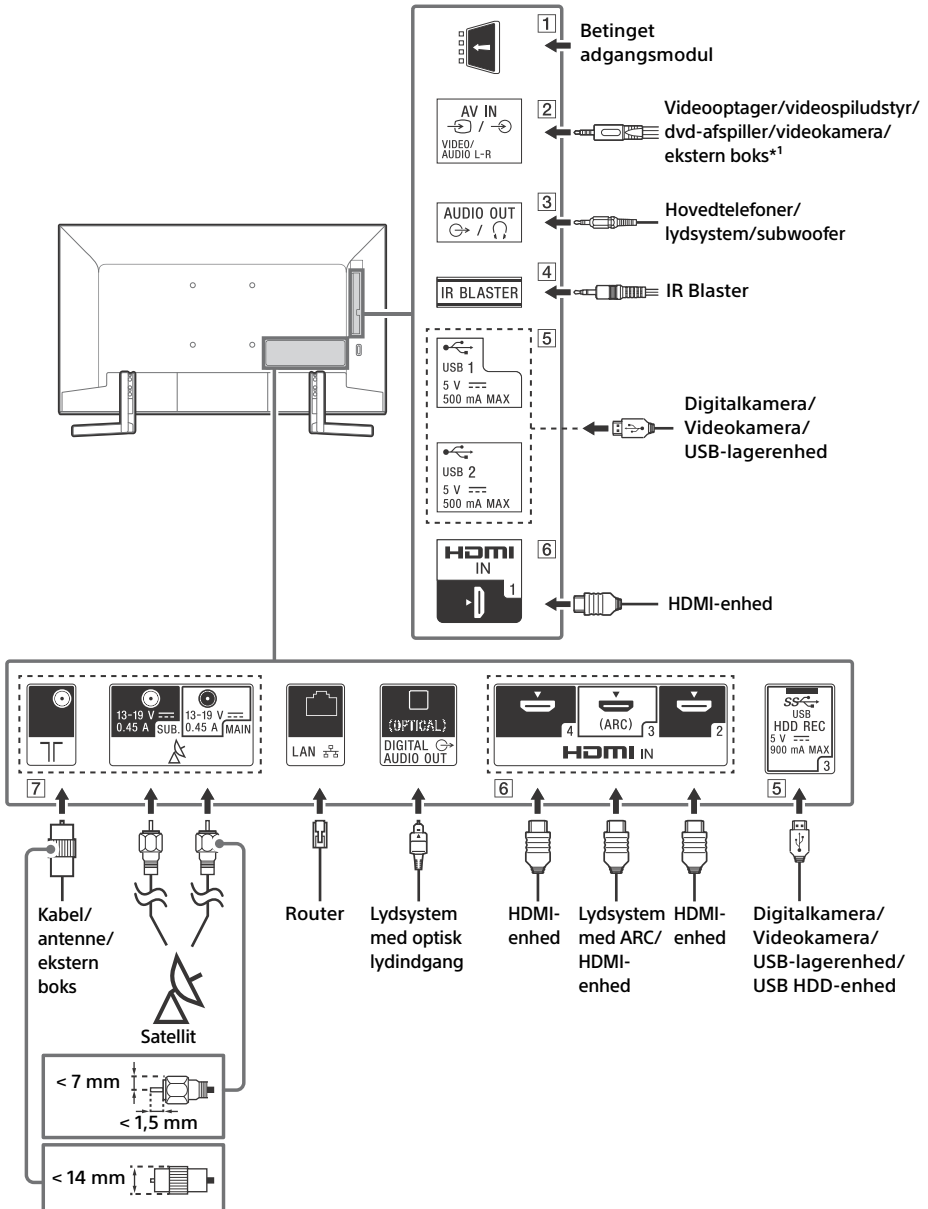 1
Betinget
adgangsmodul
AV IN
/
VIDEO/
AUDIO L-R
2
Videooptager/videospiludstyr/
dvd-afspiller/videokamera/
ekstern boks*1
AUDIO OUT
/
3
Hovedtelefoner/
lydsystem/subwoofer
4
IR BLASTER
IR Blaster
5
USB 1
5 V
500 mA MAX
USB 2
5 V
500 mA MAX
Digitalkamera/
Videokamera/
USB-lagerenhed
HDMI
IN
1
6
HDMI-enhed
13-19 V
0.45 A
SUB.
13-19 V
0.45 A
MAIN
LAN
(OPTICAL)
DIGITAL
AUDIO OUT
4
(ARC)
3
2
HDMI IN
SS
USB
HDD REC
5 V
900 mA MAX
3
7
6
5
Kabel/
antenne/
ekstern
boks
Satellit
Router
Lydsystem
med optisk
lydindgang
HDMI-
enhed
Lydsystem
med ARC/
HDMI-
enhed
HDMI-
enhed
Digitalkamera/
Videokamera/
USB-lagerenhed/
USB HDD-enhed
< 7 mm
< 1,5 mm
< 14 mm